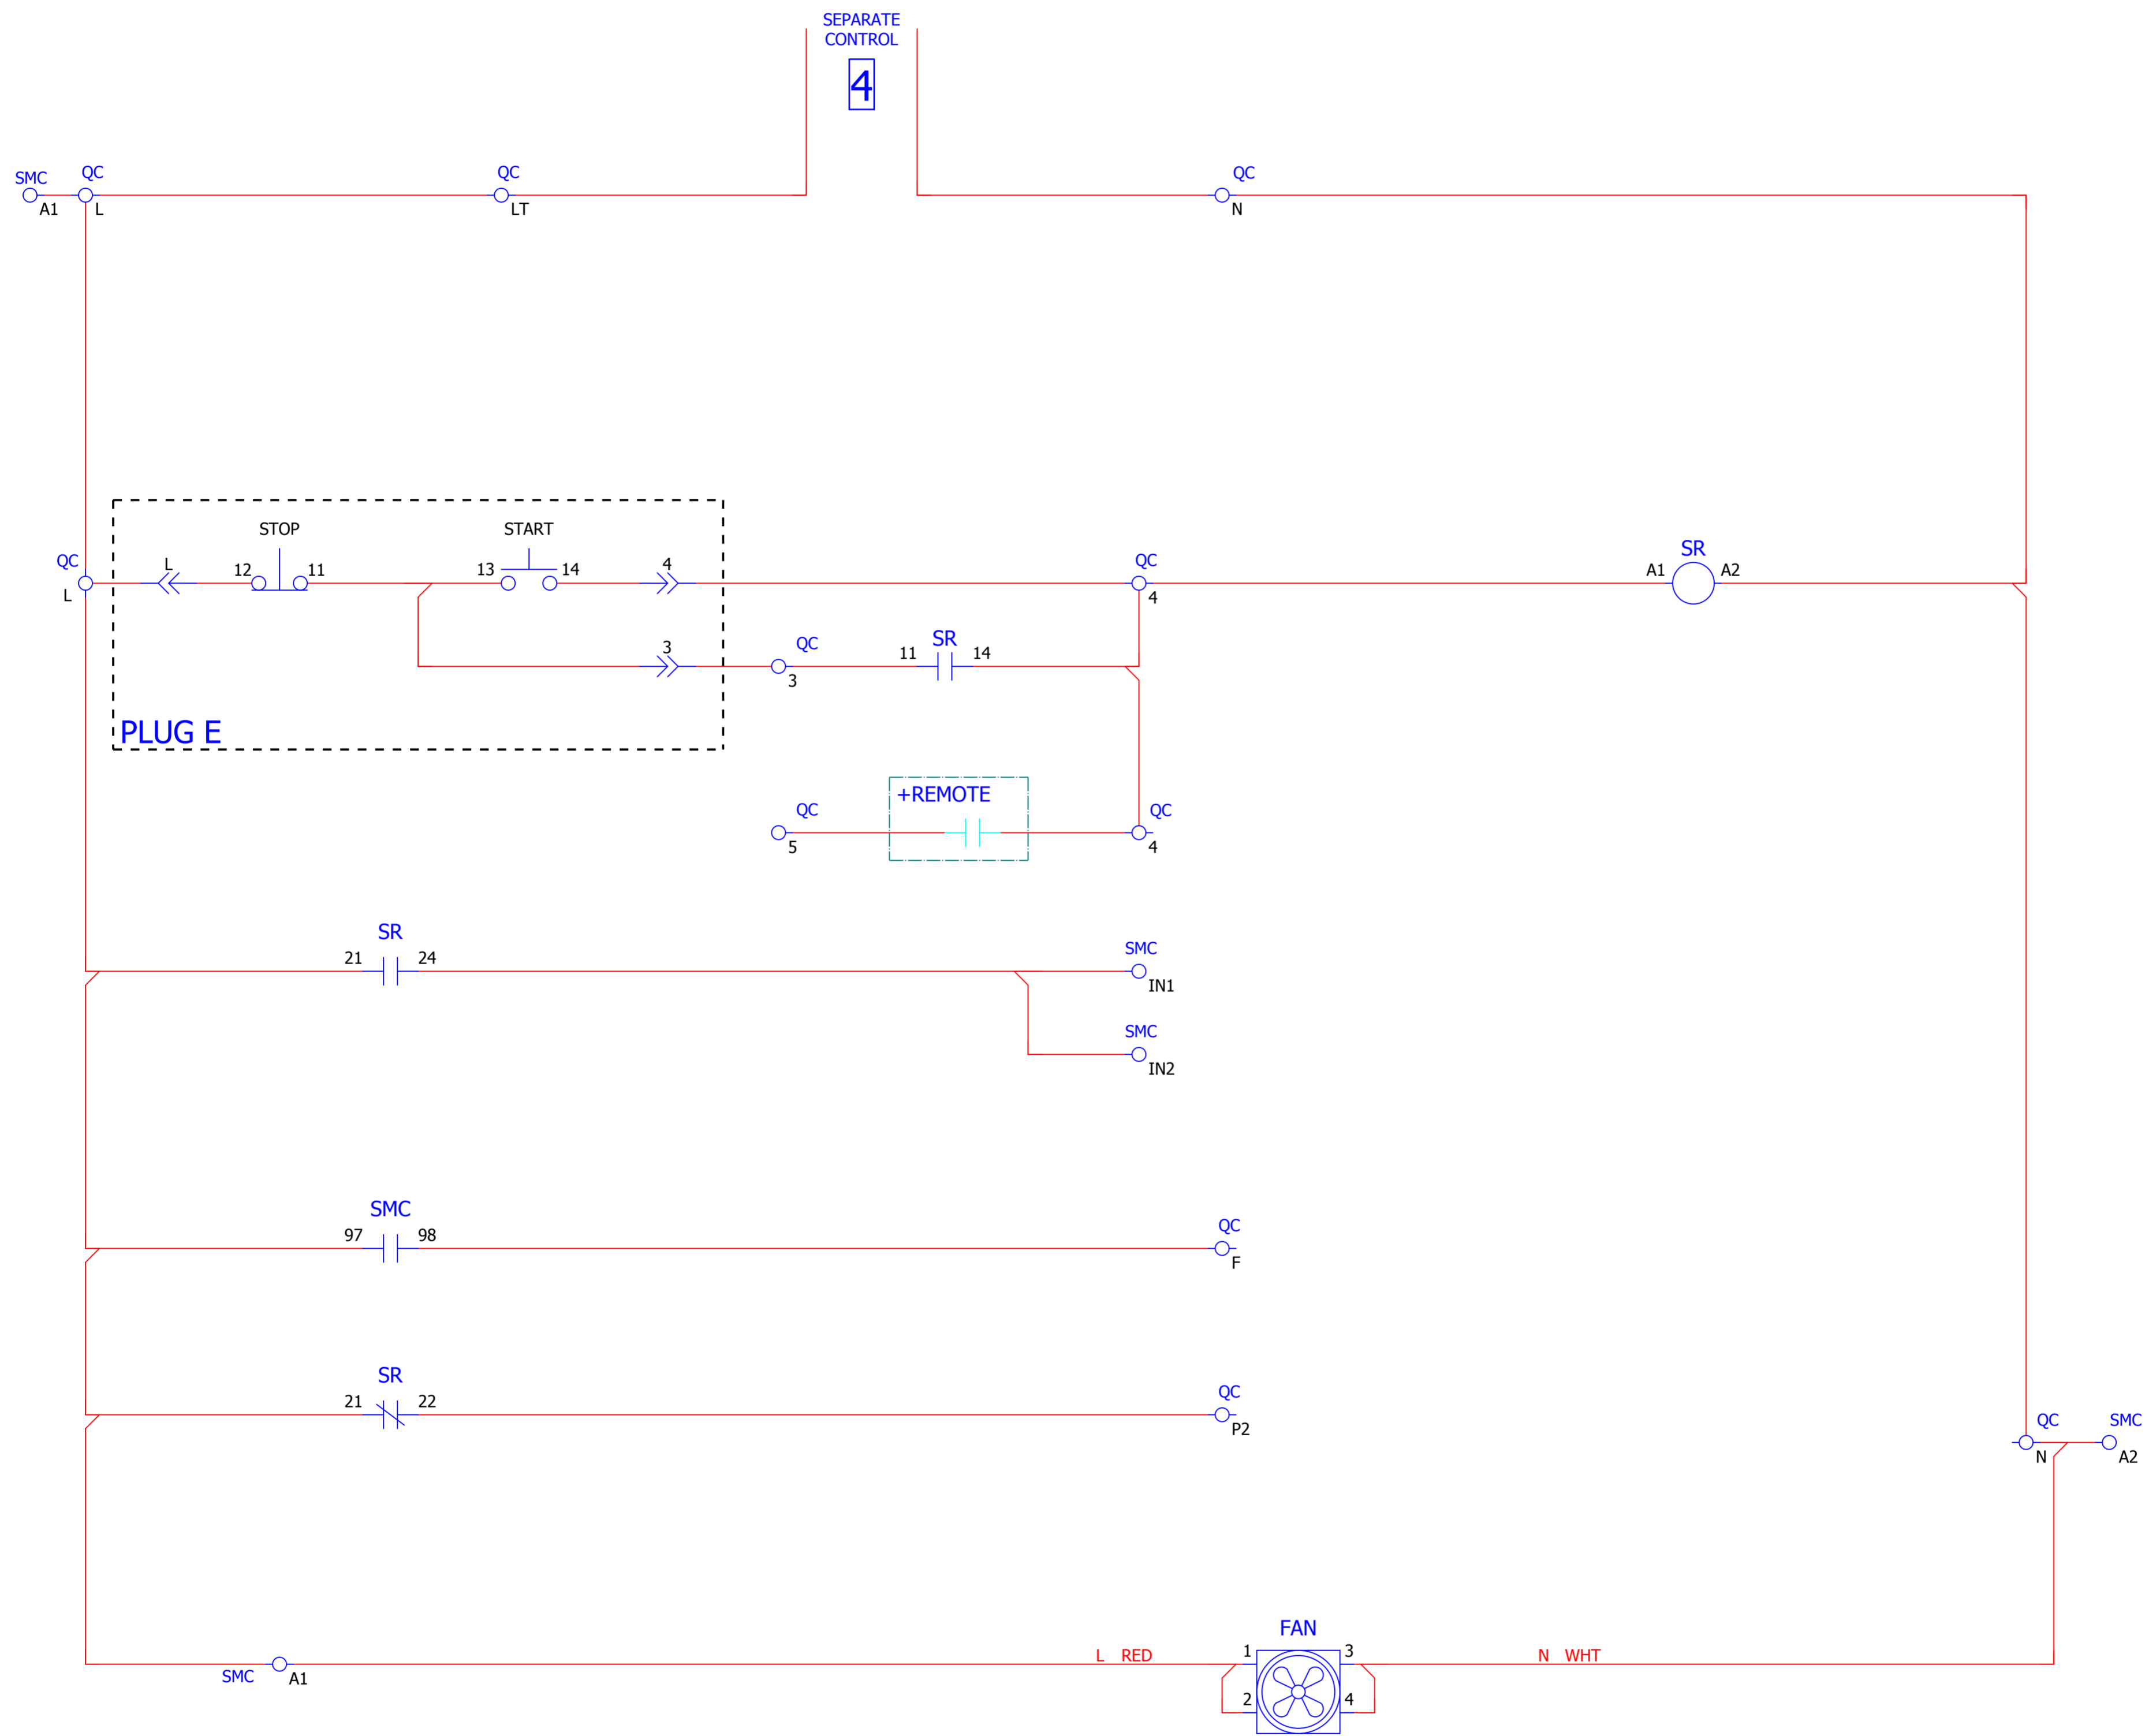 SEPARATE
CONTROL
4
SMC
A1
QC
L
QC
LT
QC
N
STOP
START
QC
L
L
12
11
13
14
4
QC
4
A1
SR
A2
3
QC
3
11
SR
14
PLUG E
+REMOTE
QC
5
QC
4
SR
21
24
SMC
IN1
SMC
IN2
SMC
97
98
QC
F
SR
21
22
QC
P2
QC
N
SMC
A2
FAN
SMC
A1
L RED
1
3
N WHT
2
4